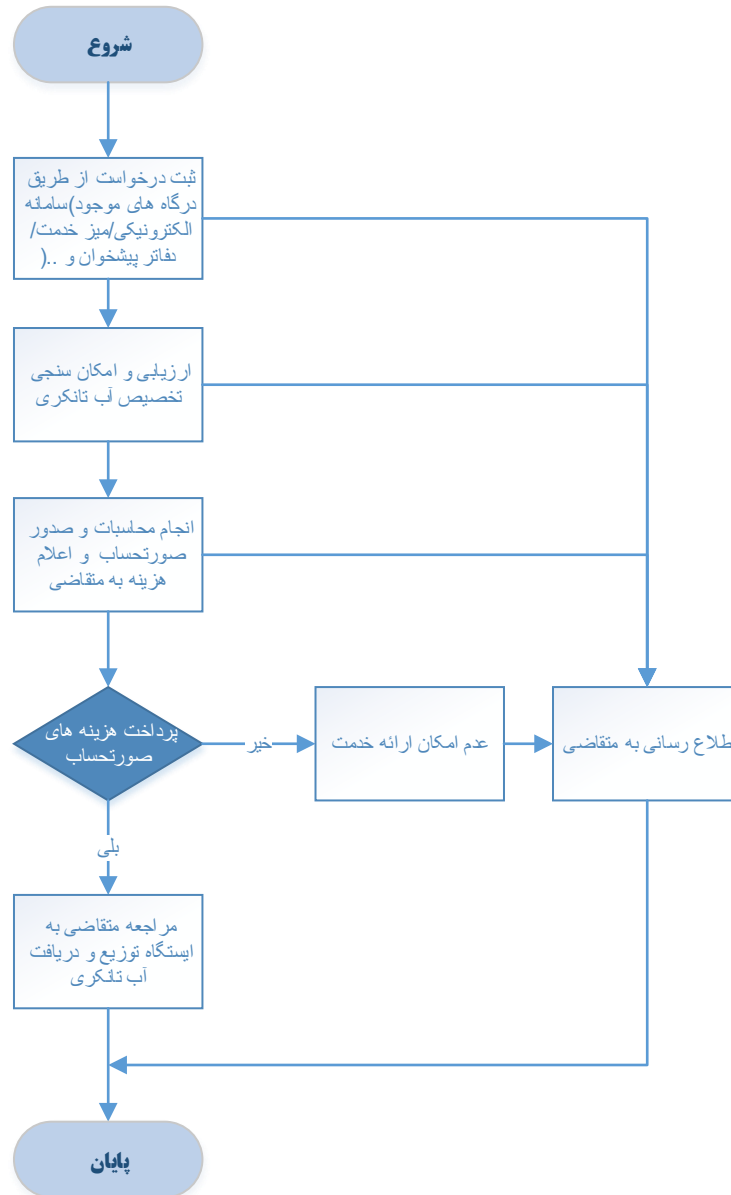 شروع
ثبت درخواست از طریق
درگاه های موجود(سامانه
الکترونیکی/میز خدمت/
دفاتر پیشخوان و ..)
ارزیابی و امکان سنجی
تخصیص آب تانکری
انجام محاسبات و صدور
صورتحساب و اعلام
هزینه به متقاضی
پرداخت هزینه های
صورتحساب
خیر
عدم امکان ارائه خدمت
طلاع رسانی به متقاضی
بلی
مراجعه متقاضی به
ایستگاه توزیع و دریافت
آب تانکری
پایان